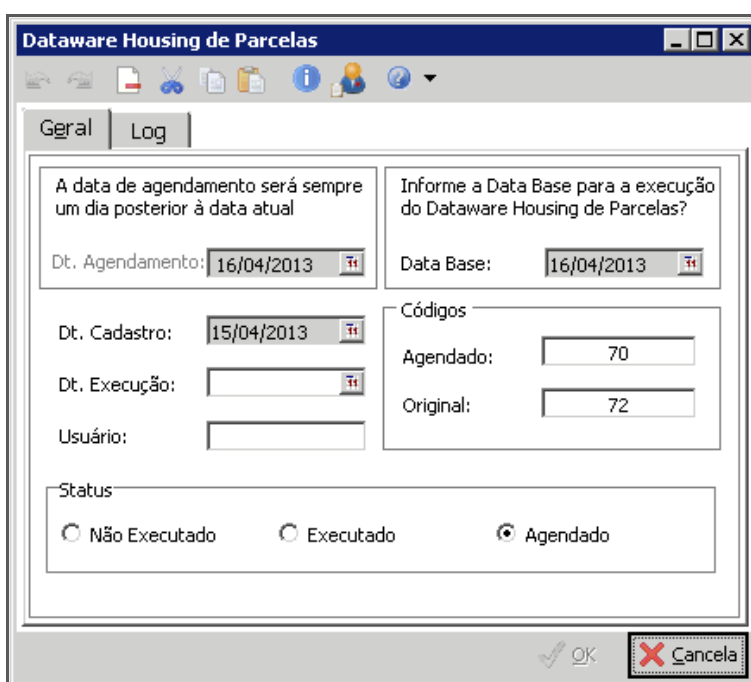 Dataware Housing de Parcelas
Geral
Log
A data de agendamento será sempre
um dia posterior à data atual
Dt. Agendamento: 16/04/2013
Informe a Data Base para a execução
do Dataware Housing de Parcelas?
Data Base: 16/04/2013
Dt. Cadastro: 15/04/2013
Dt. Execução:
Usuário:
Códigos
Agendado: 70
Original: 72
Status
Não Executado
Executado
Agendado
OK
Cancela